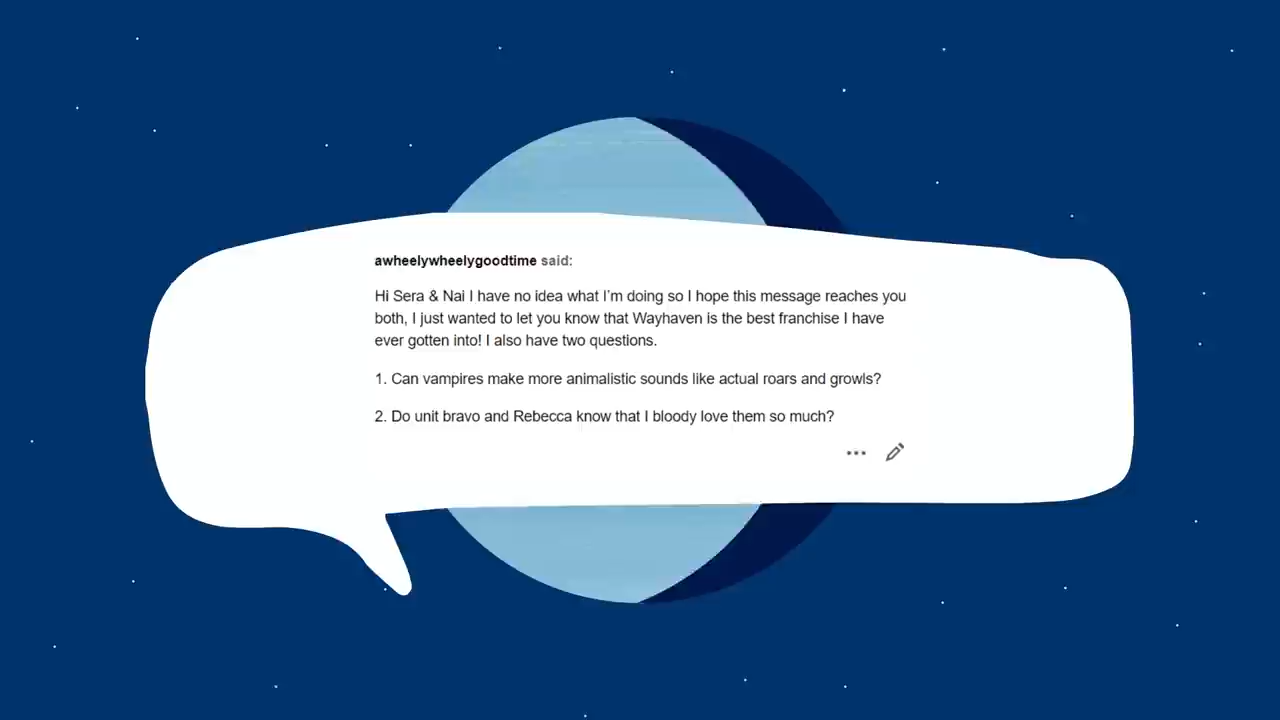 awheelywheelygoodtime said:
Hi Sera & Nai I have no idea what I'm doing so I hope this message reaches you
both, I just wanted to let you know that Wayhaven is the best franchise I have
ever gotten into! I also have two questions.
1. Can vampires make more animalistic sounds like actual roars and growls?
2. Do unit bravo and Rebecca know that I bloody love them so much?